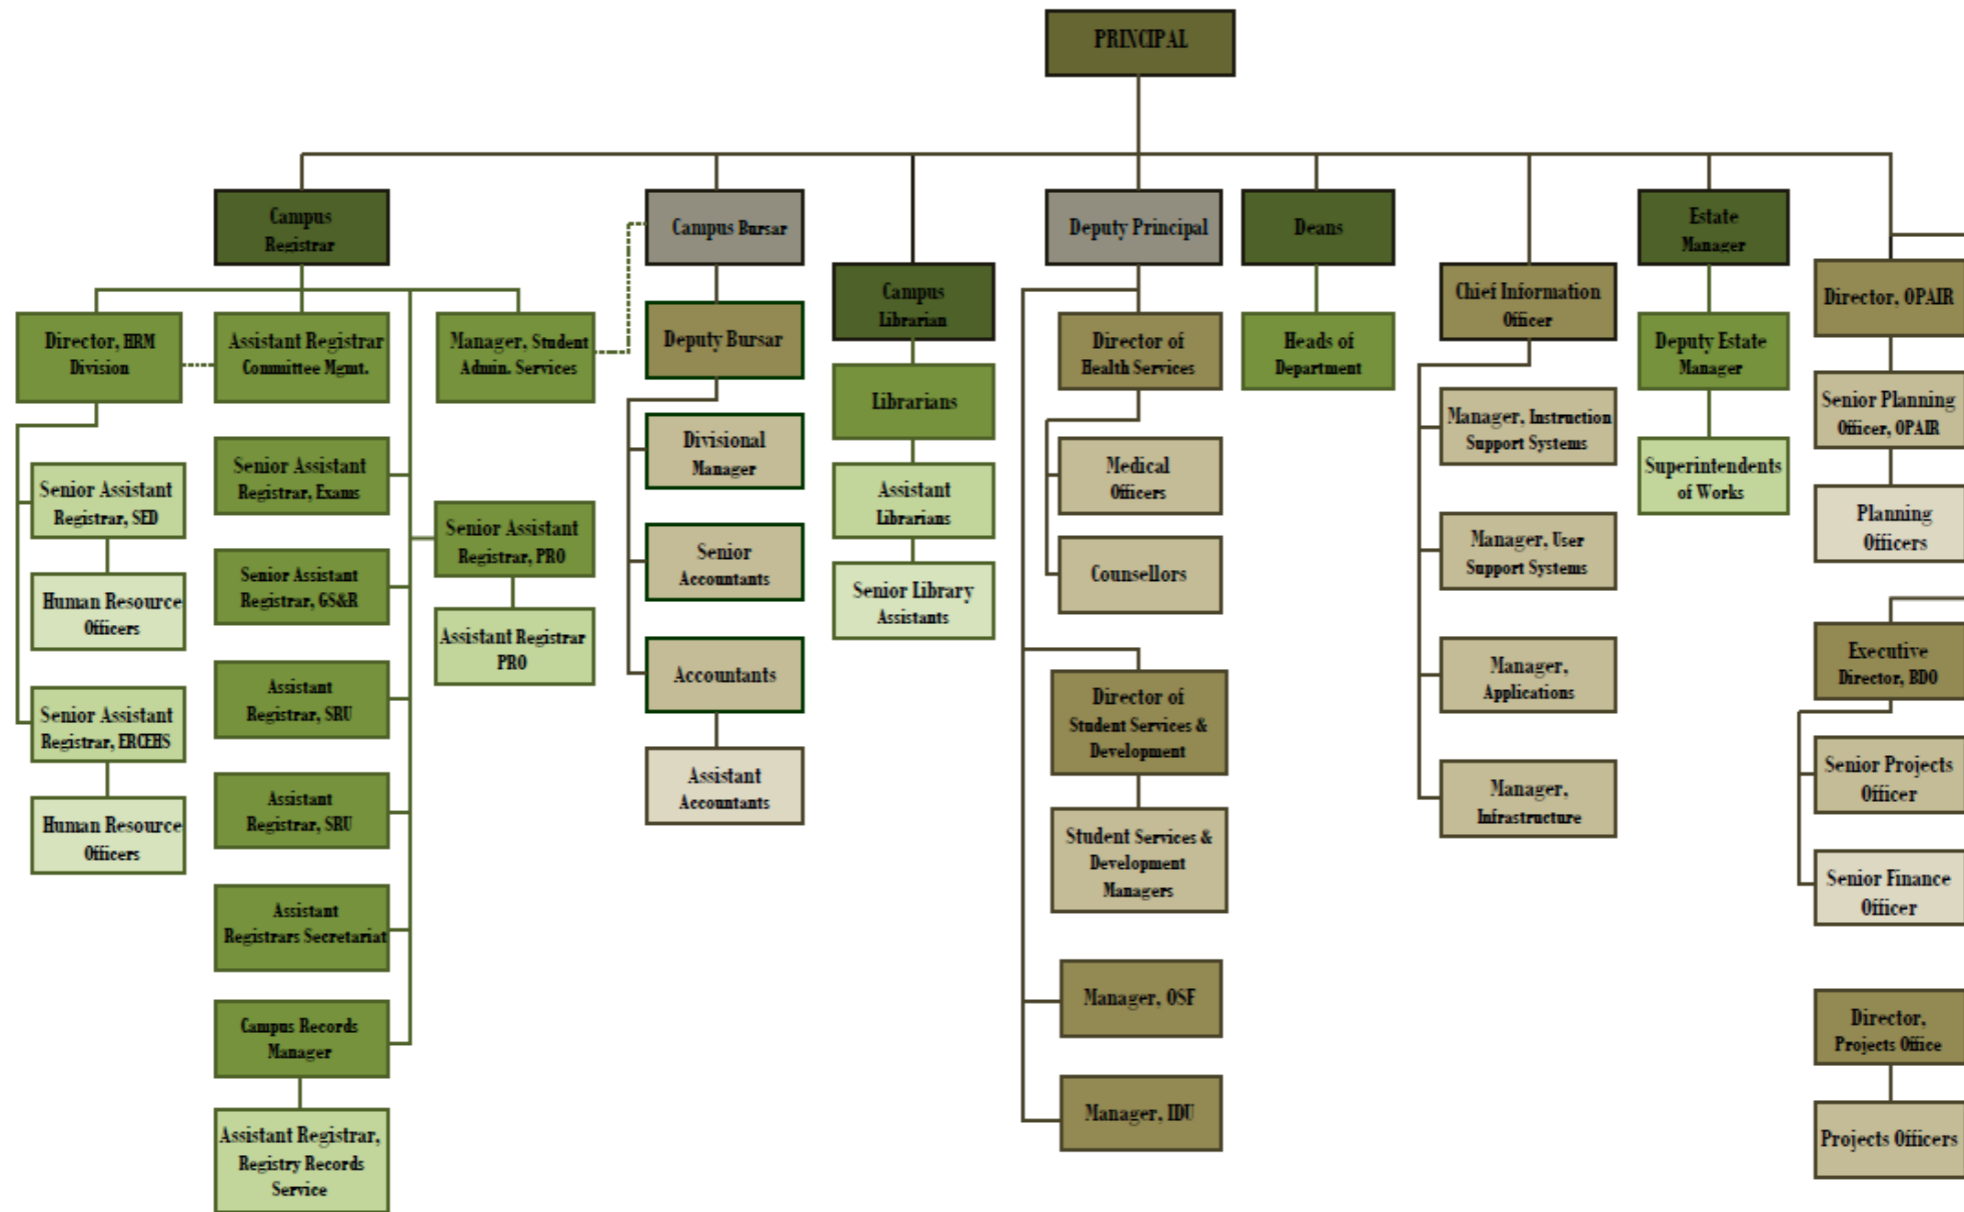 PRINCIPAL
Campus
Registrar
Campus Bursar
Deputy Principal
Deans
Estate
Manager
Campus
Librarian
Chief Information
Officer
Director, OPAIR
Director, HRM
Division
Assistant Registrar
Committee Mgmt.
Manager, Student
Admin. Services
Deputy Bursar
Director of
Health Services
Heads of
Department
Deputy Estate
Manager
Librarians
Senior Planning
Officer, OPAIR
Manager, Instruction
Support Systems
Divisional
Manager
Medical
Officers
Superintendents
of Works
Senior Assistant
Registrar, Exams
Senior Assistant
Registrar, SED
Assistant
Librarians
Planning
Officers
Senior Assistant
Registrar, PRO
Manager, User
Support Systems
Senior
Accountants
Counsellors
Senior Assistant
Registrar, GS&R
Human Resource
Officers
Senior Library
Assistants
Assistant Registrar
PRO
Executive
Director, BDO
Accountants
Manager,
Applications
Assistant
Registrar, SRU
Director of
Student Services &
Development
Senior Assistant
Registrar, ERCEHS
Assistant
Accountants
Senior Projects
Officer
Manager,
Infrastructure
Assistant
Registrar, SRU
Human Resource
Officers
Student Services &
Development
Managers
Senior Finance
Officer
Assistant
Registrars Secretariat
Manager, OSF
Campus Records
Manager
Director,
Projects Office
Manager, IDU
Projects Officers
Assistant Registrar,
Registry Records
Service